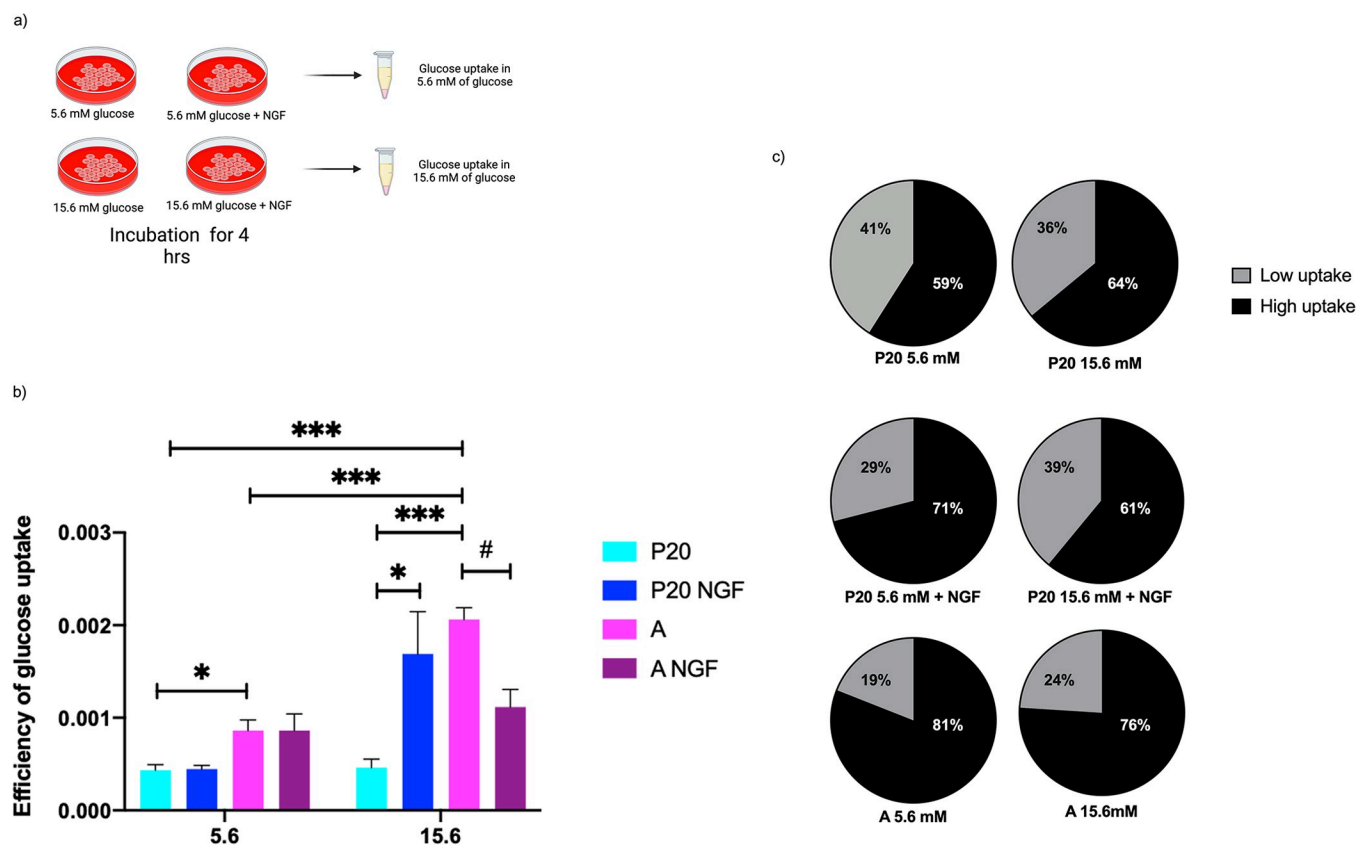 a)
5.6 mM glucose
5.6 mM glucose + NGF
Glucose uptake in
5.6 mM of glucose
15.6 mM glucose
15.6 mM glucose + NGF
Glucose uptake in
15.6 mM of glucose
Incubation for 4
hrs
b)
Efficiency of glucose uptake
0.003
0.002
0.001
0.000
***
***
***
*
#
*
5.6
15.6
P20
P20 NGF
A
A NGF
c)
41%
59%
P20 5.6 mM
36%
64%
P20 15.6 mM
Low uptake
High uptake
29%
71%
P20 5.6 mM + NGF
39%
61%
P20 15.6 mM + NGF
19%
81%
A 5.6 mM
24%
76%
A 15.6mM